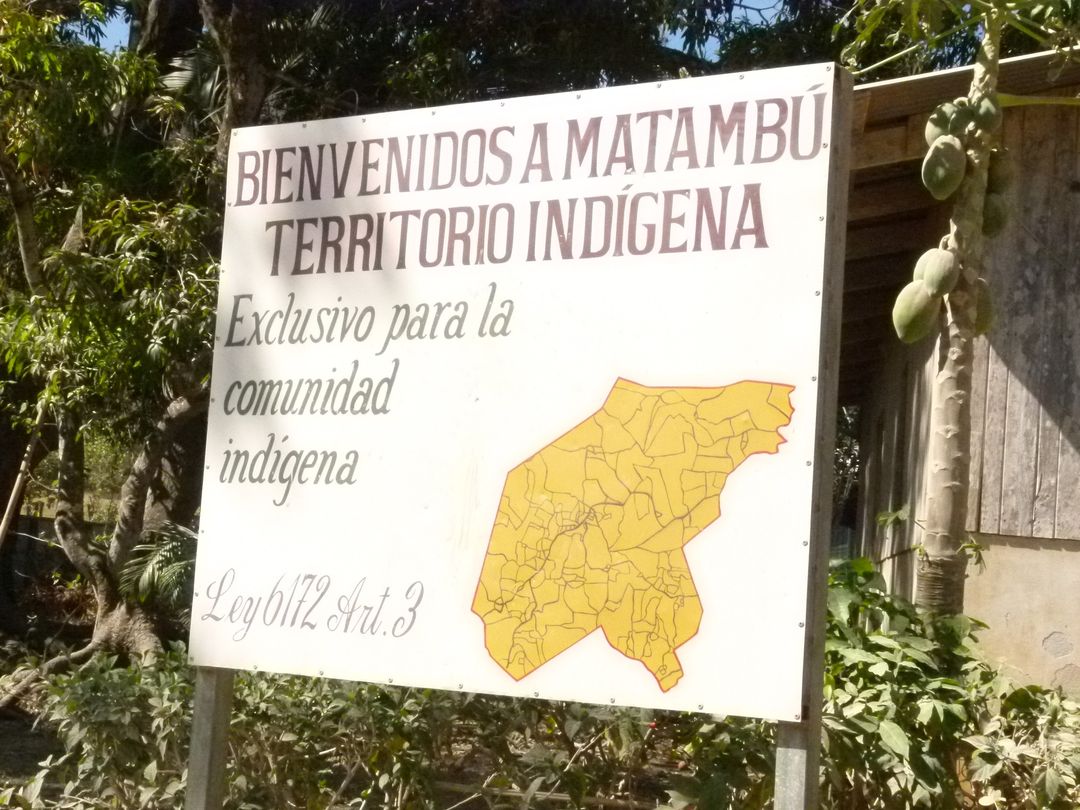 BIENVENIDOS A MATAMBÚ
TERRITORIO INDÍGENA
Exclusivo para la
comunidad
indígena
Ley 6172 Art. 3